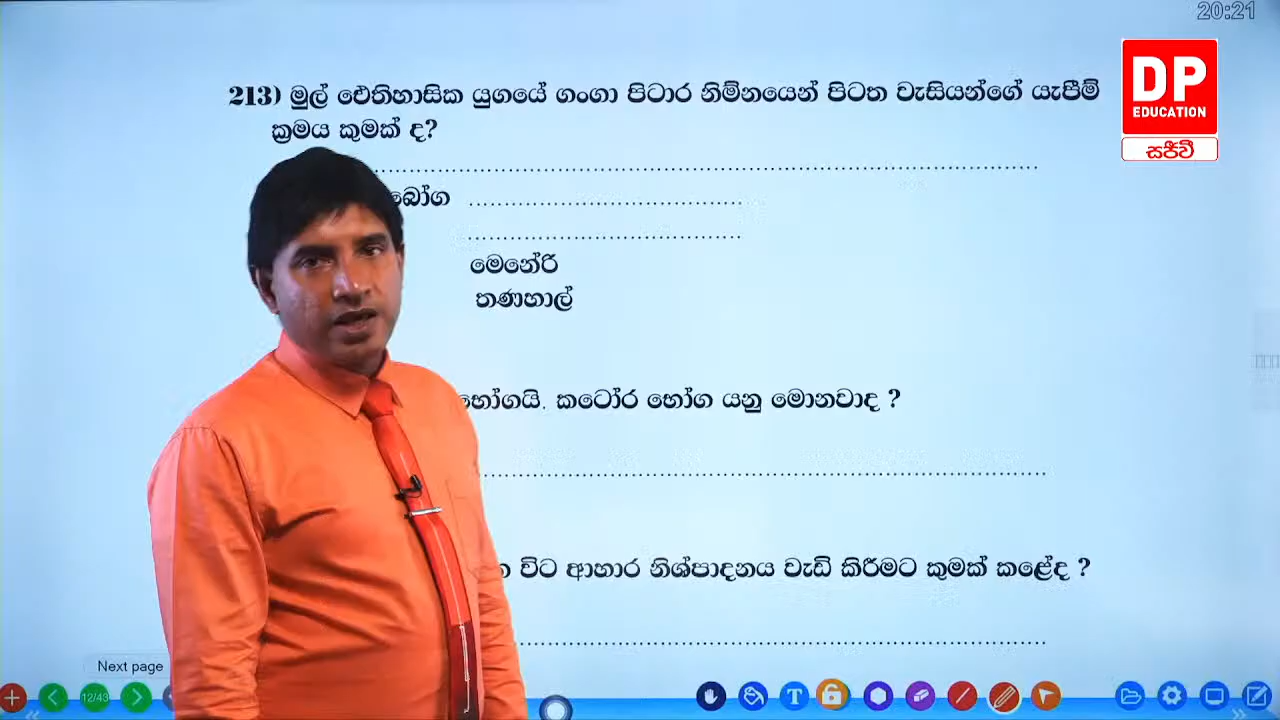 20:21
DP
EDUCATION
සජීවී
213) මුල් ඓතිහාසික යුගයේ ගංගා පිටාර නිම්නයෙන් පිටත වැසියන්ගේ යැපීම්
ක්‍රමය කුමක් ද?
බෝග
මෙනේරි
තණහාල්
භෝගයි. කටෝර භෝග යනු මොනවාද ?
විට ආහාර නිශ්පාදනය වැඩි කිරීමට කුමක් කළේද ?
Next page
12/43